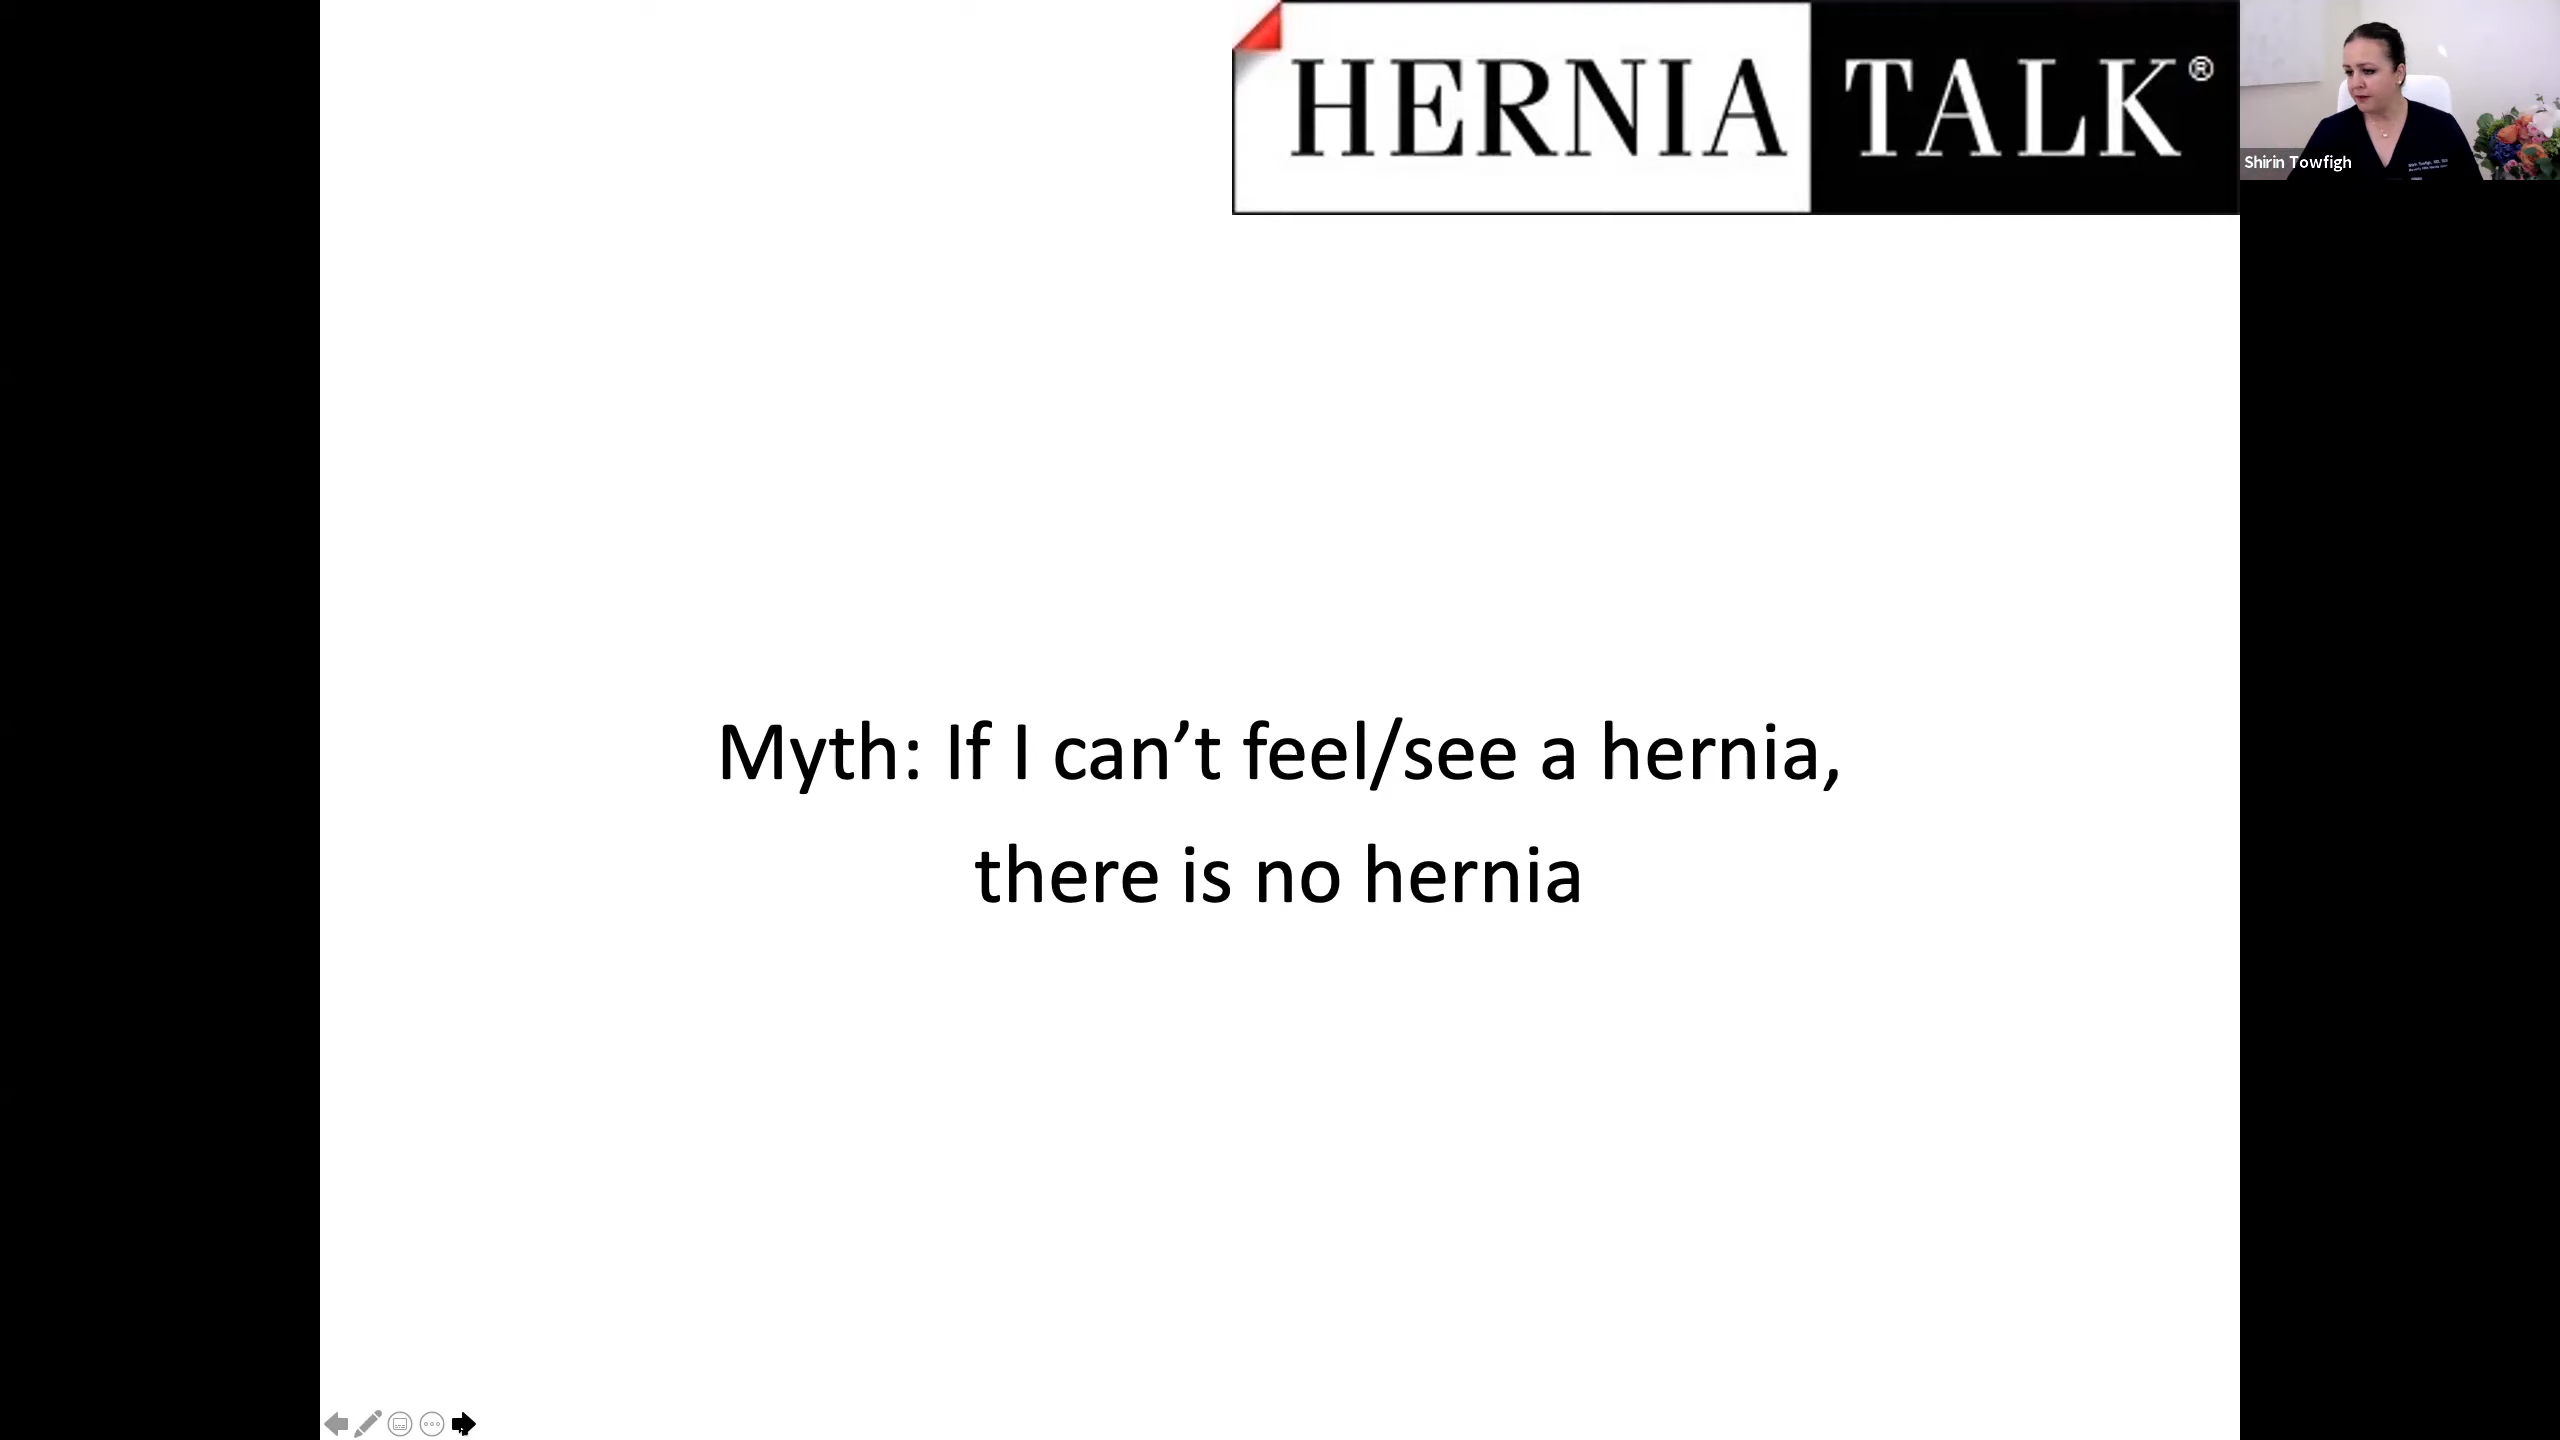 HERNIA TALK®
Shirin Towfigh
Myth: If I can’t feel/see a hernia,
there is no hernia